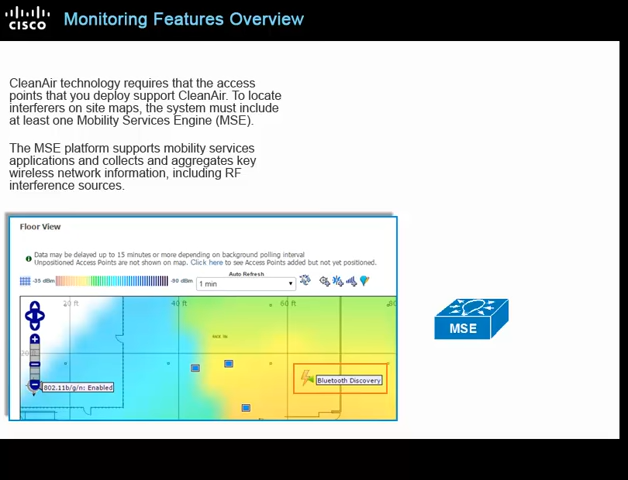 CISCO
Monitoring Features Overview
CleanAir technology requires that the access
points that you deploy support CleanAir. To locate
interferers on site maps, the system must include
at least one Mobility Services Engine (MSE).
The MSE platform supports mobility services
applications and collects and aggregates key
wireless network information, including RF
interference sources.
Floor View
Data may be delayed up to 15 minutes or more depending on background polling interval
Unpositioned Access Points are not shown on map. Click here to see Access Points added but not yet positioned.
Auto Refresh
-35 dBm
-90 dBm
1 min
20 ft
40 ft
60 ft
80
20
802.11b/g/n: Enabled
Bluetooth Discovery
MSE